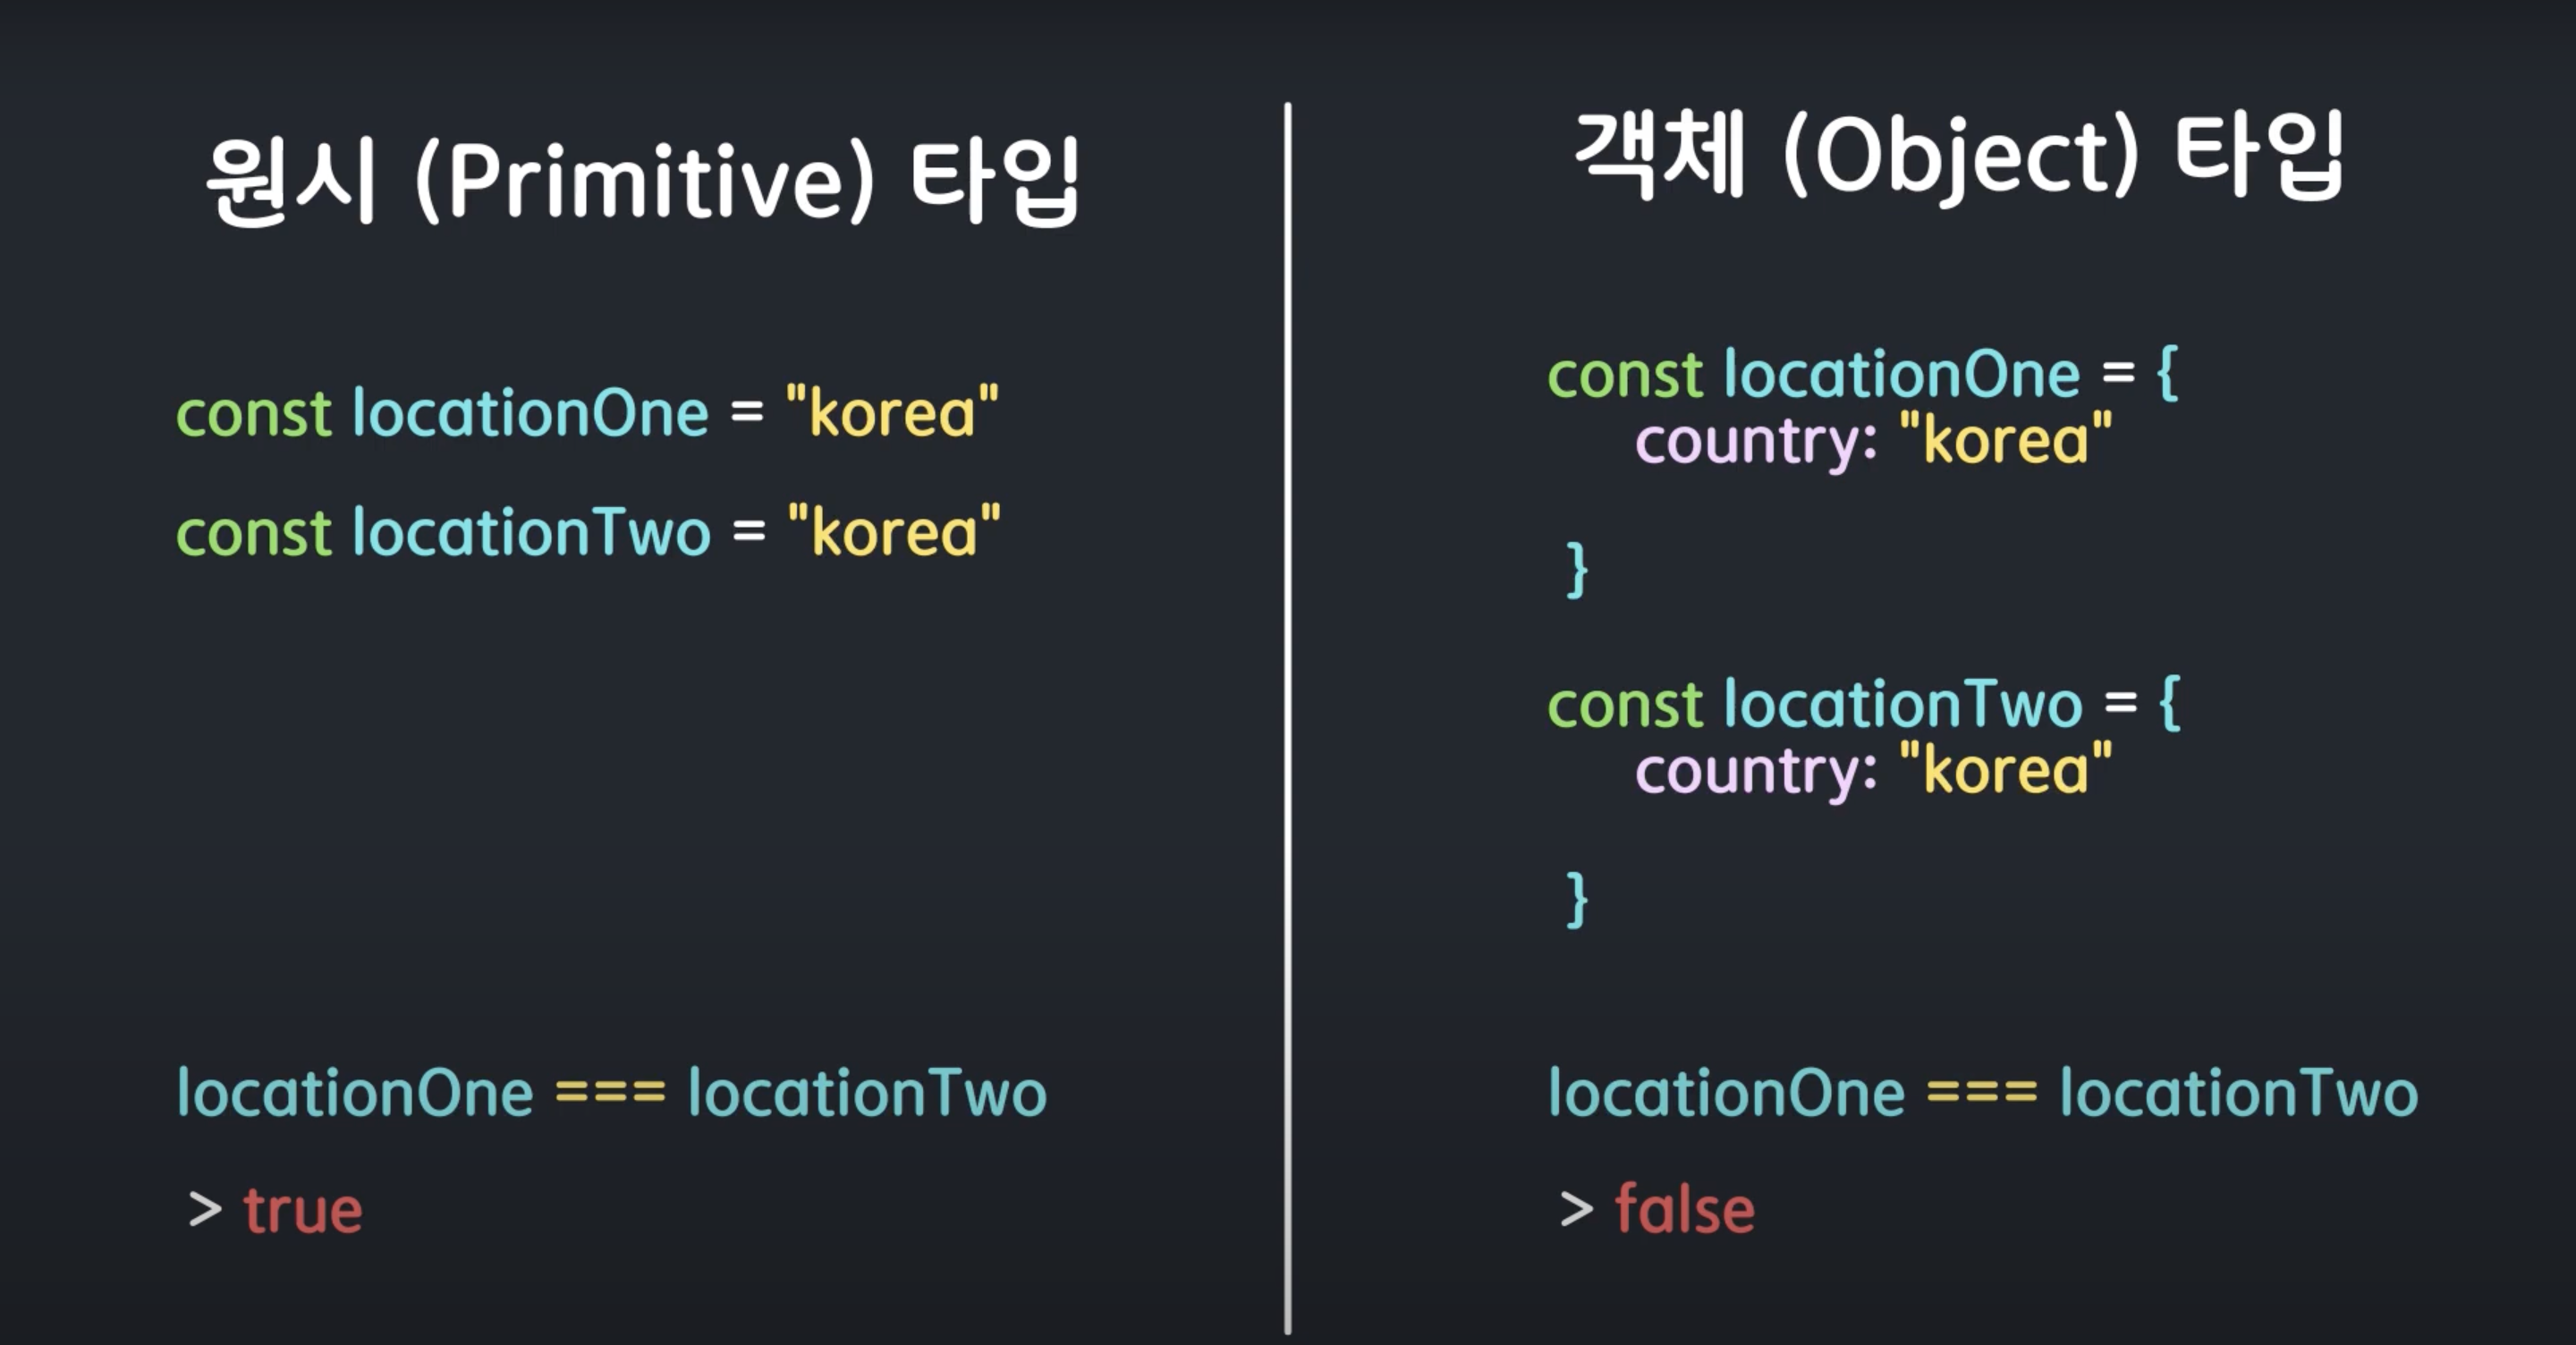 원시 (Primitive) 타입
const locationOne = "korea"
const locationTwo = "korea"
locationOne === locationTwo
> true
객체 (Object) 타입
const locationOne = {
country: "korea"
}
const locationTwo = {
country: "korea"
}
locationOne === locationTwo
> false